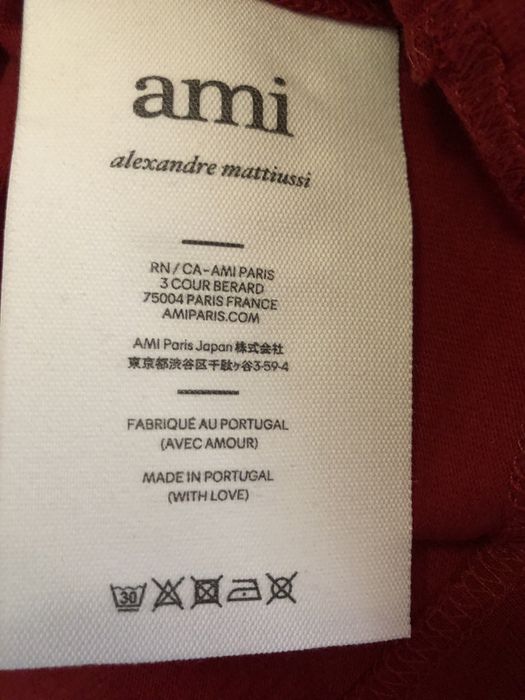 ami
alexandre mattiussi
RN / CA - AMI PARIS
3 COUR BERARD
75004 PARIS FRANCE
AMIPARIS.COM
AMI Paris Japan 株式会社
東京都渋谷区千駄ヶ谷3-59-4
FABRIQUÉ AU PORTUGAL
(AVEC AMOUR)
MADE IN PORTUGAL
(WITH LOVE)
30